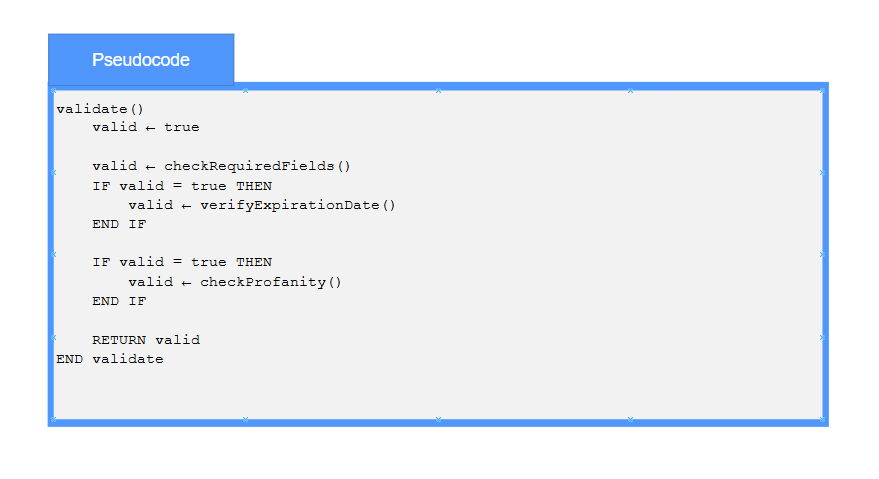 Pseudocode
validate()
    valid ← true
    valid ← checkRequiredFields()
    IF valid = true THEN
        valid ← verifyExpirationDate()
    END IF
    IF valid = true THEN
        valid ← checkProfanity()
    END IF
    RETURN valid
END validate